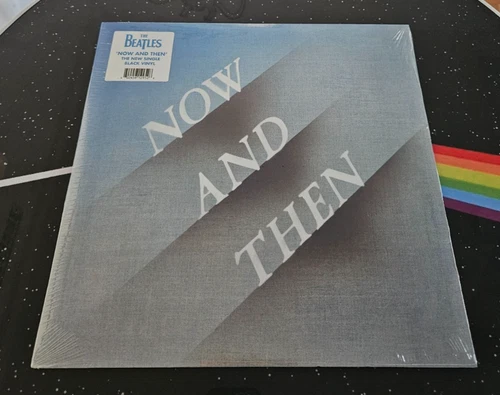 THE
BEATLES
'NOW AND THEN'
THE NEW SINGLE
BLACK VINYL
NOW
AND
THEN